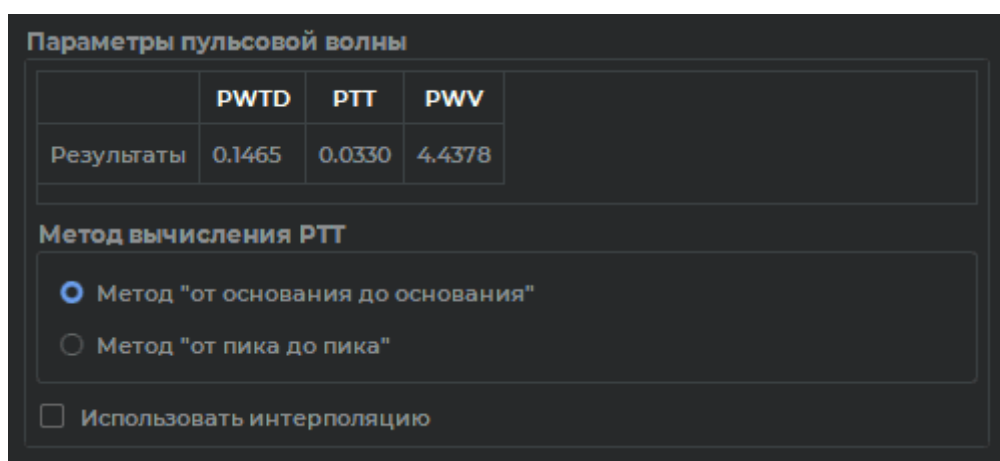 Параметры пульсовой волны
PWTD PTT PWV
Результаты 0.1465 0.0330 4.4378
Метод вычисления PTT
Метод "от основания до основания"
Метод "от пика до пика"
Использовать интерполяцию